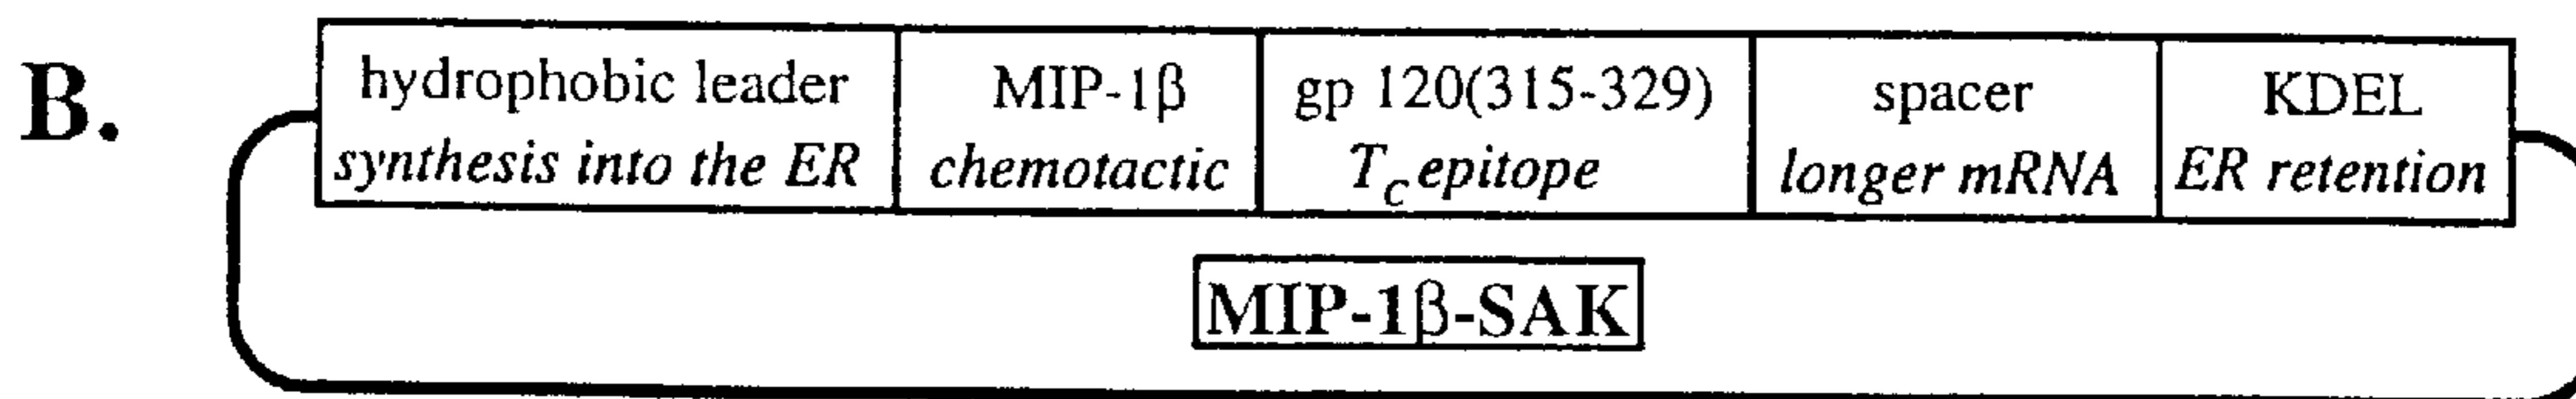 B.
hydrophobic leader MIP-1β gp 120(315-329) spacer KDEL
synthesis into the ER chemotactic TC epitope longer mRNA ER retention
MIP-1β-SAK